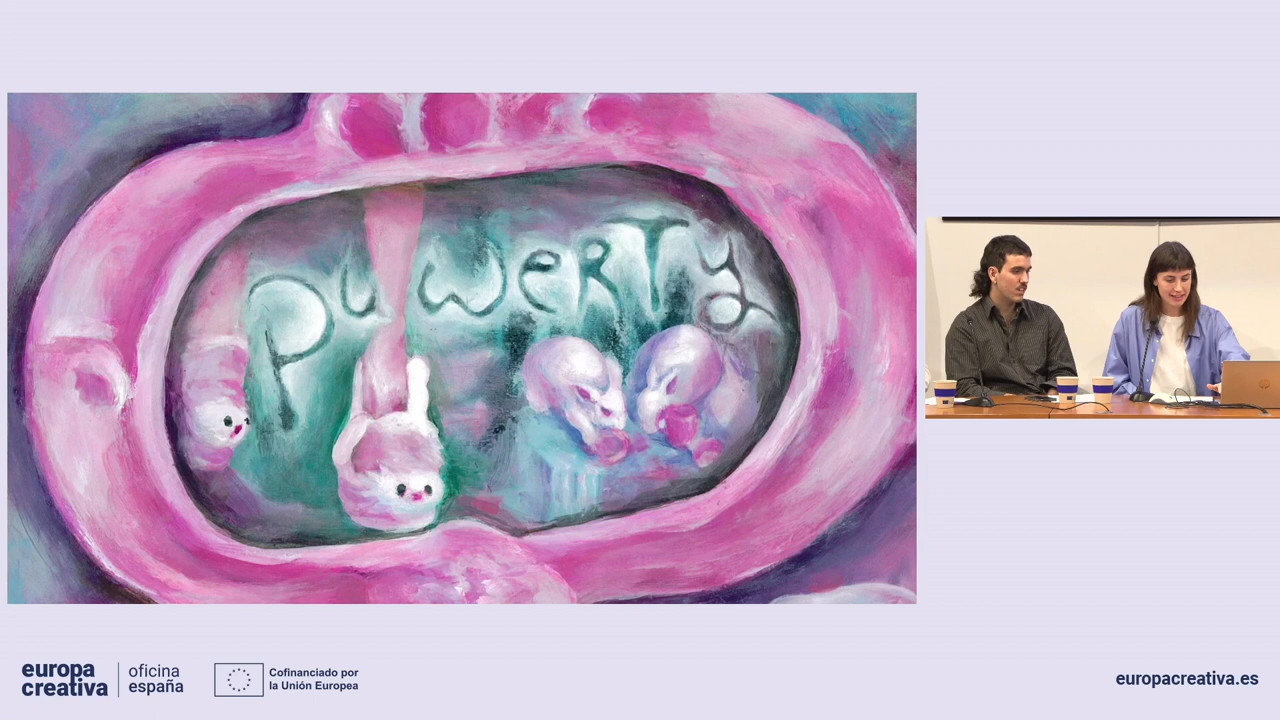 puwerTy
europa
creativa
oficina
españa
Cofinanciado por
la Unión Europea
europacreativa.es